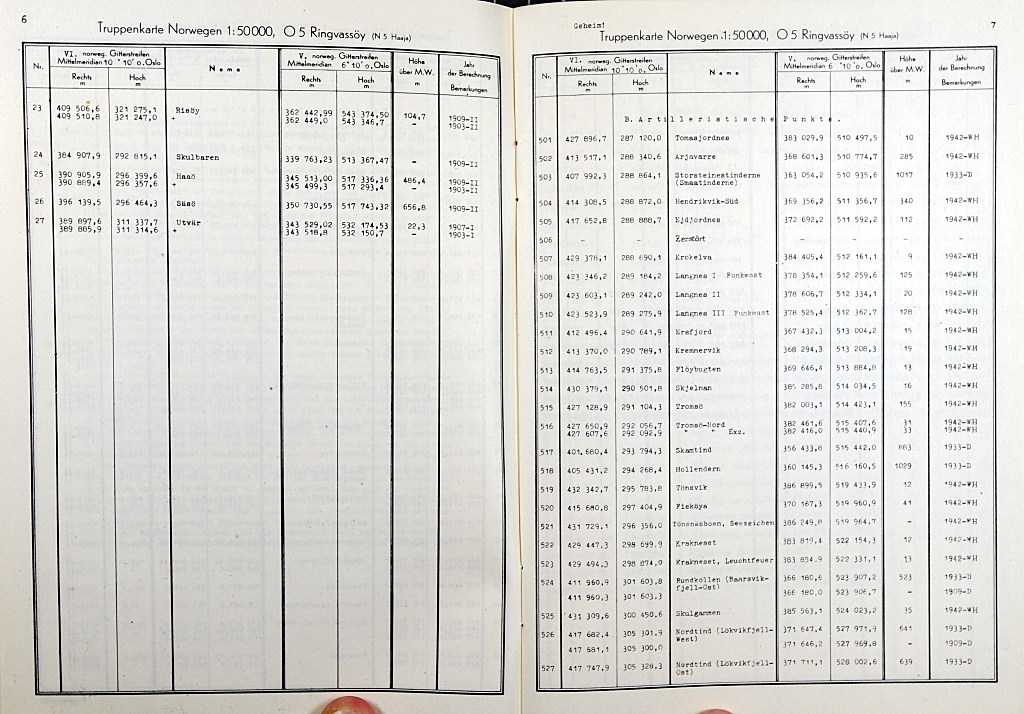 6
Truppenkarte Norwegen 1:50000, O 5 Ringvassöy (N 5 Haaja)
Nr. VI. norweg. Gitterstreifen Mittelmeridian 10° 10' ö. Oslo Rechts m Hoch m Name V. norweg. Gitterstreifen Mittelmeridian 6° 10' ö. Oslo Rechts m Hoch m Höhe über M.W. m Jahr der Berechnung Bemerkungen
23 409 506,6 321 275,1 Risöy 362 442,99 543 374,50 104,7 1909-II
409 510,8 321 247,0 + 362 449,0 543 346,7 – 1903-II
24 384 907,9 292 815,1 Skulbaren 339 763,23 513 367,47 – 1909-II
25 390 905,9 296 399,6 Haaö 345 513,00 517 336,36 486,4 1909-II
390 889,4 296 357,6 + 345 499,3 517 293,4 – 1903-II
26 396 139,5 296 464,3 Säsö 350 730,55 517 743,32 656,8 1909-II
27 389 897,6 311 337,7 Utvär 343 529,02 532 174,53 22,3 1907-I
389 885,9 311 314,6 + 343 518,8 532 150,7 – 1903-I
Geheim!
7
Truppenkarte Norwegen 1:50000, O 5 Ringvassöy (N 5 Haaja)
Nr. VI. norweg. Gitterstreifen Mittelmeridian 10° 10' ö. Oslo Rechts m Hoch m Name V. norweg. Gitterstreifen Mittelmeridian 6° 10' ö. Oslo Rechts m Hoch m Höhe über M.W. m Jahr der Berechnung Bemerkungen
B. Artilleristische Punkte.
501 427 896,7 287 120,0 Tomasjordnes 383 029,9 510 497,5 10 1942-WH
502 413 517,1 288 340,6 Arjavarre 368 601,3 510 774,7 285 1942-WH
503 407 992,3 288 864,1 Storsteinestinderne 363 054,2 510 935,6 1017 1933-D
(Smaatinderne)
504 414 308,5 288 872,0 Hendrikvik-Süd 369 356,2 511 356,7 340 1942-WH
505 417 652,8 288 888,7 Ejdjordnes 372 692,2 511 592,2 112 1942-WH
506 – – Zerstört – – – –
507 429 378,1 288 690,1 Krokelva 384 405,4 512 161,1 9 1942-WH
508 423 346,2 289 184,2 Langnes I Funkmast 378 354,1 512 259,6 125 1942-WH
509 423 603,1 289 242,0 Langnes II 378 606,7 512 334,1 20 1942-WH
510 423 523,9 289 275,9 Langnes III Funkmast 378 525,4 512 362,7 128 1942-WH
511 412 496,4 290 641,9 Ersfjord 367 432,3 513 004,2 15 1942-WH
512 413 370,0 290 789,1 Kremmervik 368 294,3 513 208,3 19 1942-WH
513 414 763,5 291 375,8 Flöybugten 369 646,4 513 884,8 13 1942-WH
514 430 379,1 290 501,8 Skjelnan 385 285,8 514 034,5 16 1942-WH
515 427 128,9 291 104,3 Tromsö 382 003,1 514 423,1 155 1942-WH
516 427 650,9 292 056,7 Tromsö-Nord 382 461,6 515 407,6 31 1942-WH
427 607,6 292 092,9 " " Exz. 382 416,0 515 440,9 33 1942-WH
517 401 680,4 293 794,3 Skamtind 356 433,8 515 442,0 883 1933-D
518 405 431,2 294 268,4 Hollendern 360 145,3 516 160,5 1029 1933-D
519 432 342,7 295 783,8 Tönsvik 386 899,5 519 433,9 12 1942-WH
520 415 680,8 297 404,9 Fisköya 370 167,3 519 960,9 41 1942-WH
521 431 729,1 296 356,0 Tönsnäsboen, Seezeichen 386 249,8 519 964,7 – 1942-WH
522 429 447,3 298 699,9 Krakneset 383 819,4 522 154,3 12 1942-WH
523 429 494,3 298 874,0 Krakneset, Leuchtfeuer 383 854,9 522 331,1 13 1942-WH
524 411 960,9 301 603,8 Rundkollen (Baarsvik- 366 180,6 523 907,2 523 1933-D
fjell-Ost)
411 960,3 301 603,3 366 180,0 523 906,7 – 1909-D
525 431 309,6 300 450,6 Skulgammen 385 563,1 524 023,2 35 1942-WH
526 417 682,4 305 301,9 Nordtind (Lökvikfjell- 371 647,4 527 971,9 641 1933-D
West)
417 681,1 305 300,0 371 646,2 527 969,8 – 1909-D
527 417 747,9 305 328,3 Nordtind (Lökvikfjell- 371 711,1 528 002,6 639 1933-D
Ost)